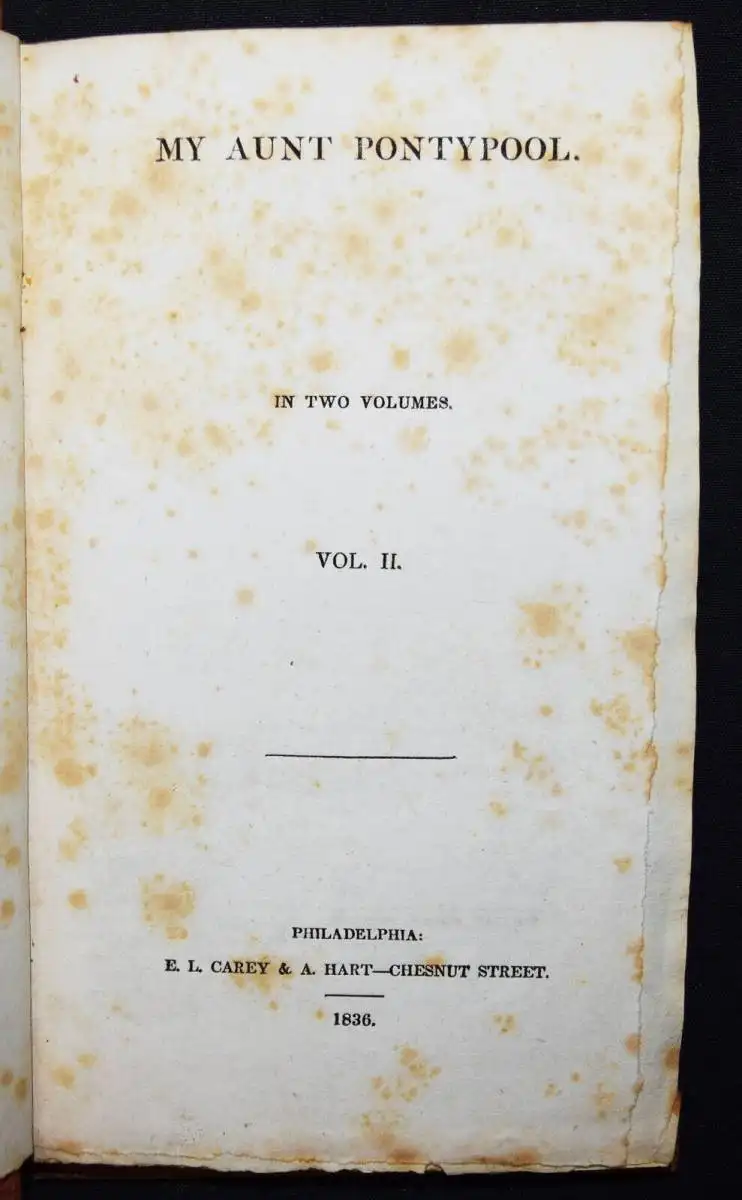 MY AUNT PONTYPOOL.
IN TWO VOLUMES.
VOL. II.
PHILADELPHIA:
E. L. CAREY & A. HART—CHESNUT STREET.
1836.